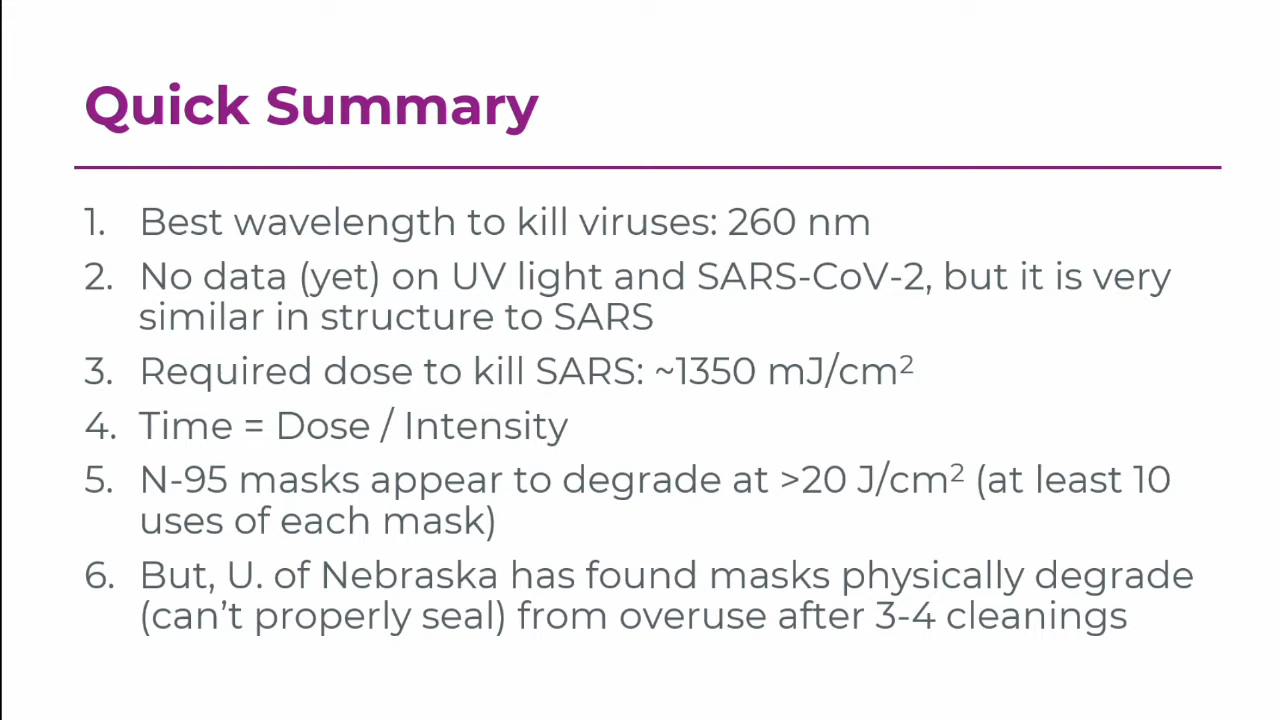 Quick Summary
1. Best wavelength to kill viruses: 260 nm
2. No data (yet) on UV light and SARS-CoV-2, but it is very
similar in structure to SARS
3. Required dose to kill SARS: ~1350 mJ/cm²
4. Time = Dose / Intensity
5. N-95 masks appear to degrade at >20 J/cm² (at least 10
uses of each mask)
6. But, U. of Nebraska has found masks physically degrade
(can’t properly seal) from overuse after 3-4 cleanings